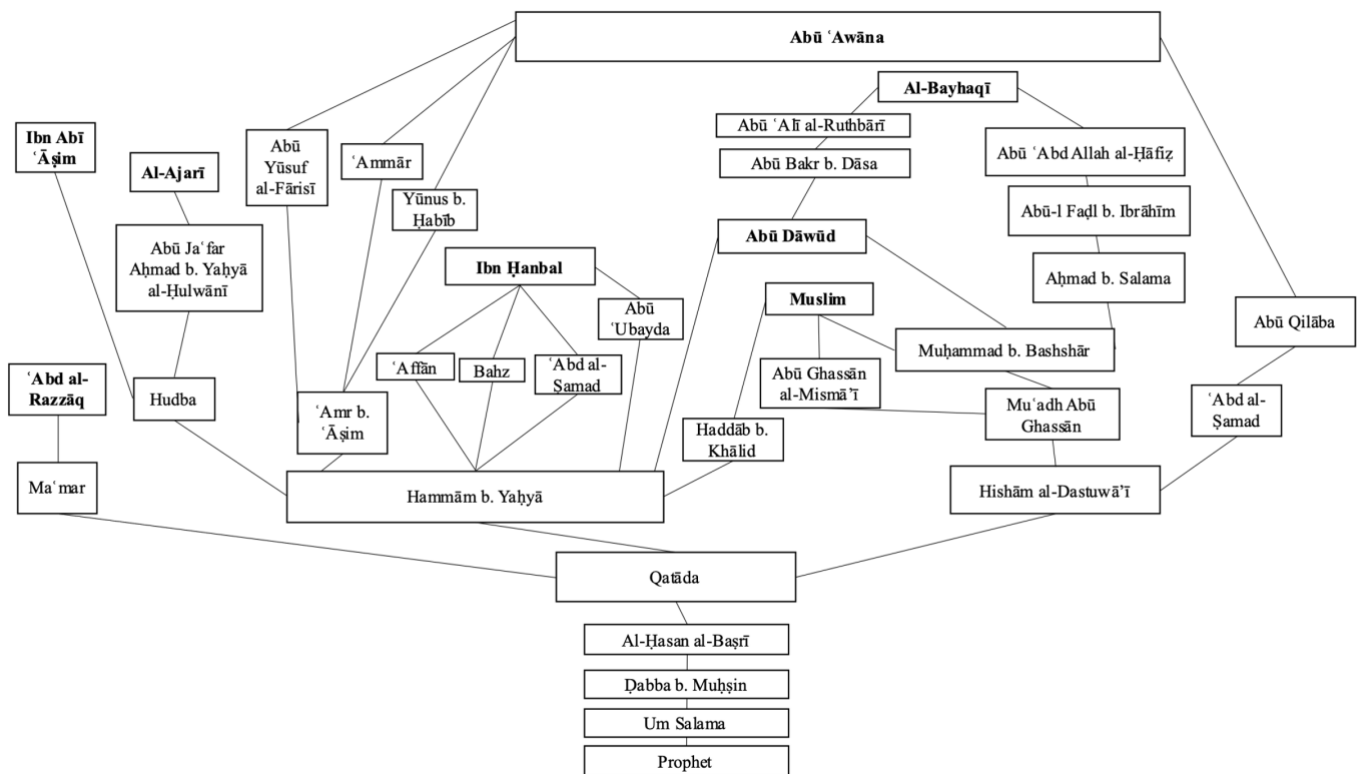 Abū ʿAwāna
Al-Bayhaqī
Abū ʿAlī al-Ruthbārī
Ibn Abī
ʿĀṣim
Abū
Yūsuf
al-Fārisī
ʿAmmār
Abū ʿAbd Allah al-Ḥāfiẓ
Abū Bakr b. Dāsa
Al-Ajarī
Yūnus b.
Ḥabīb
Abū-l Faḍl b. Ibrāhīm
Abū Jaʿfar
Aḥmad b. Yaḥyā
al-Ḥulwānī
Abū Dāwūd
Ibn Ḥanbal
Aḥmad b. Salama
Muslim
Abū
ʿUbayda
Abū Qilāba
Muḥammad b. Bashshār
ʿAffān
Bahz
ʿAbd al-
Ṣamad
Abū Ghassān
al-Mismāʾī
ʿAbd al-
Razzāq
Hudba
ʿAmr b.
ʿĀṣim
Muʿadh Abū
Ghassān
ʿAbd al-
Ṣamad
Haddāb b.
Khālid
Maʿmar
Hammām b. Yaḥyā
Hishām al-Dastuwā’ī
Qatāda
Al-Ḥasan al-Baṣrī
Ḍabba b. Muḥṣin
Um Salama
Prophet